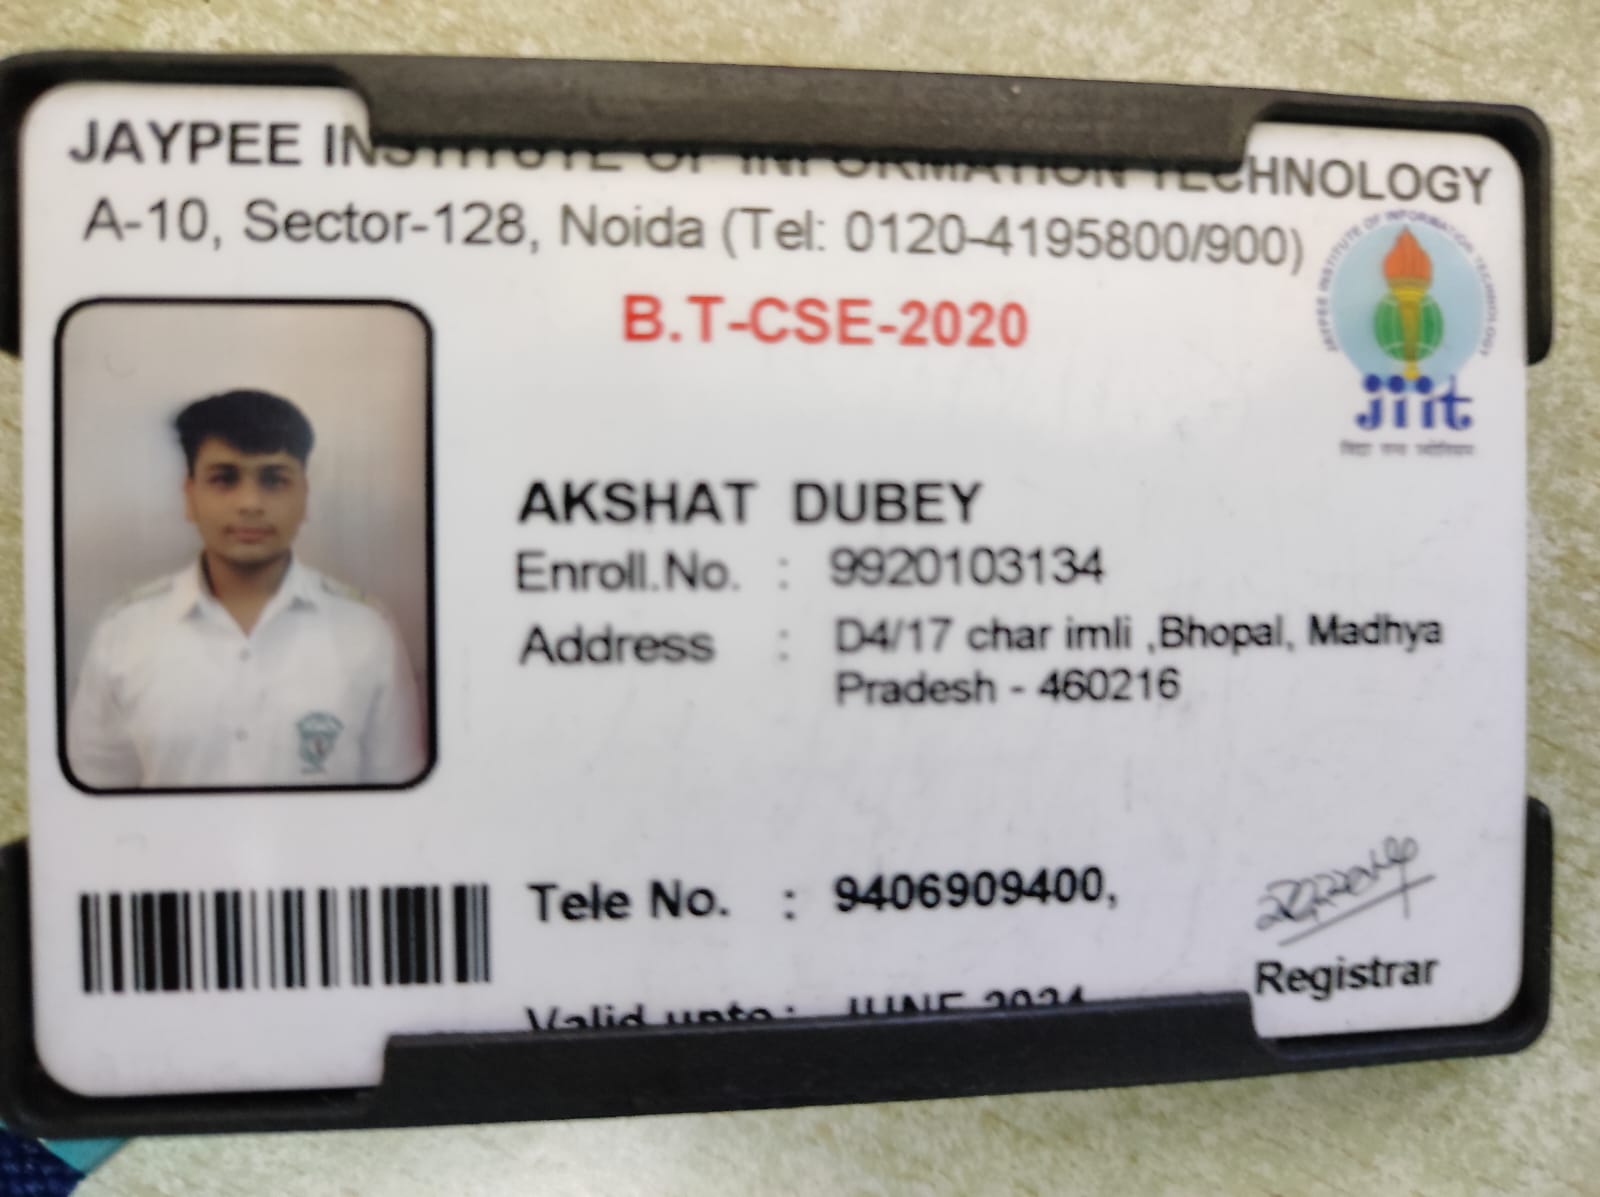 JAYPEE INSTITUTE OF INFORMATION TECHNOLOGY
A-10, Sector-128, Noida (Tel: 0120-4195800/900)
JAYPEE INSTITUTE OF INFORMATION TECHNOLOGY
jiit
B.T-CSE-2020
AKSHAT DUBEY
Enroll.No. : 9920103134
Address : D4/17 char imli ,Bhopal, Madhya
Pradesh - 460216
Tele No. : 9406909400,
Registrar
Valid upto : JUNE 2024